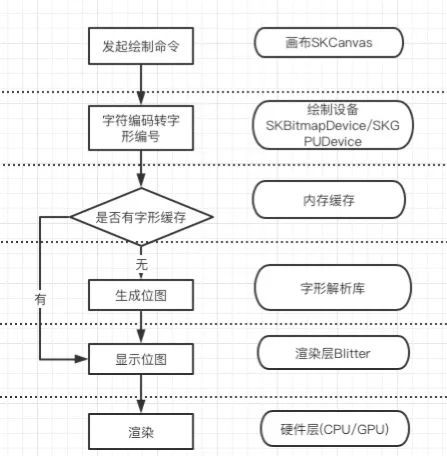 发起绘制命令
画布SKCanvas
字符编码转字
形编号
绘制设备
SKBitmapDevice/SKG
PUDevice
是否有字形缓存
内存缓存
无
有
生成位图
字形解析库
显示位图
渲染层Blitter
渲染
硬件层(CPU/GPU)